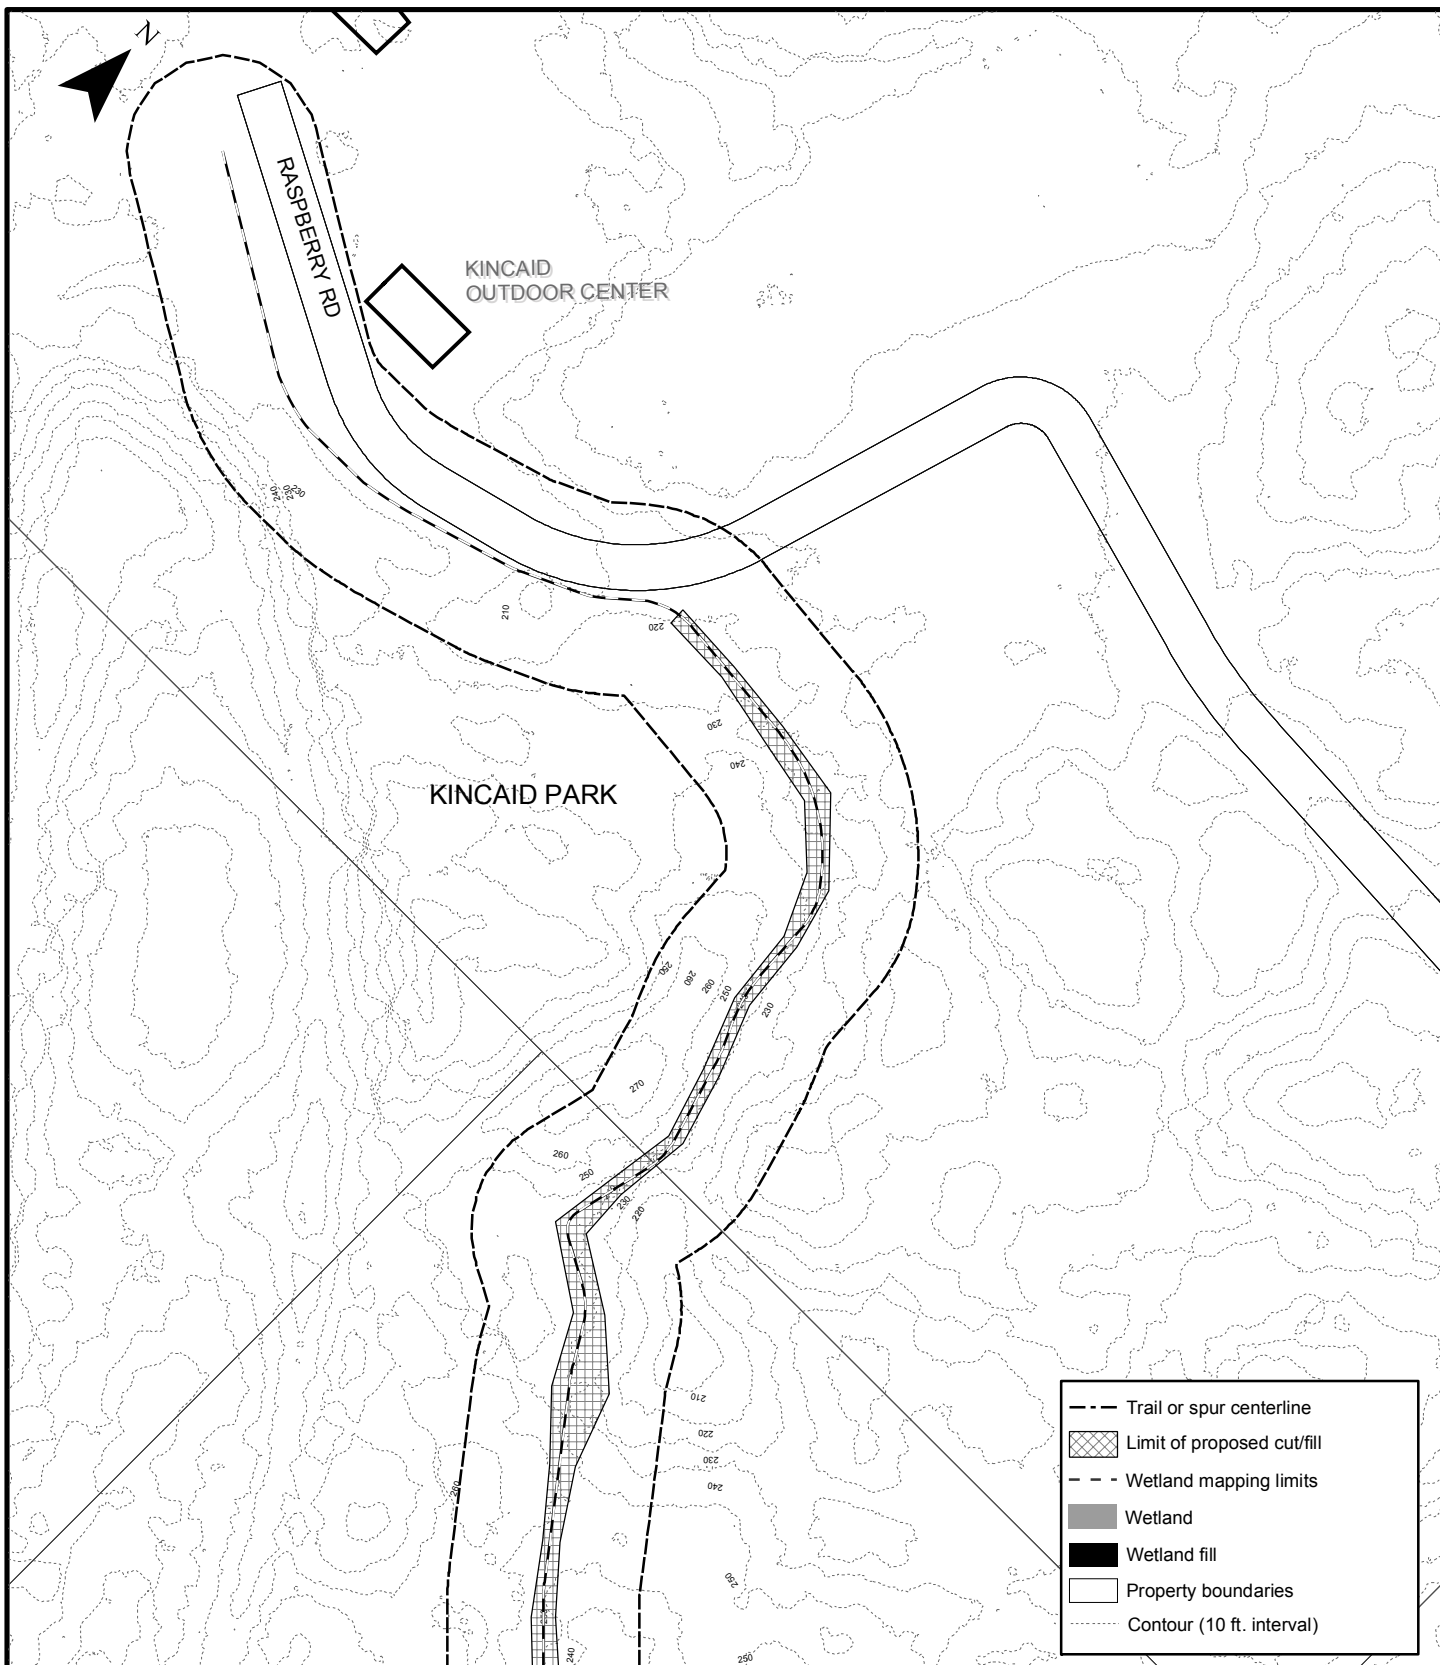 N
RASPBERRY RD
KINCAID
OUTDOOR CENTER
240
230
230
210
220
230
240
KINCAID PARK
250
260
260
250
230
270
260
250
230
220
210
220
230
240
260
250
240
250
Trail or spur centerline
Limit of proposed cut/fill
Wetland mapping limits
Wetland
Wetland fill
Property boundaries
Contour (10 ft. interval)